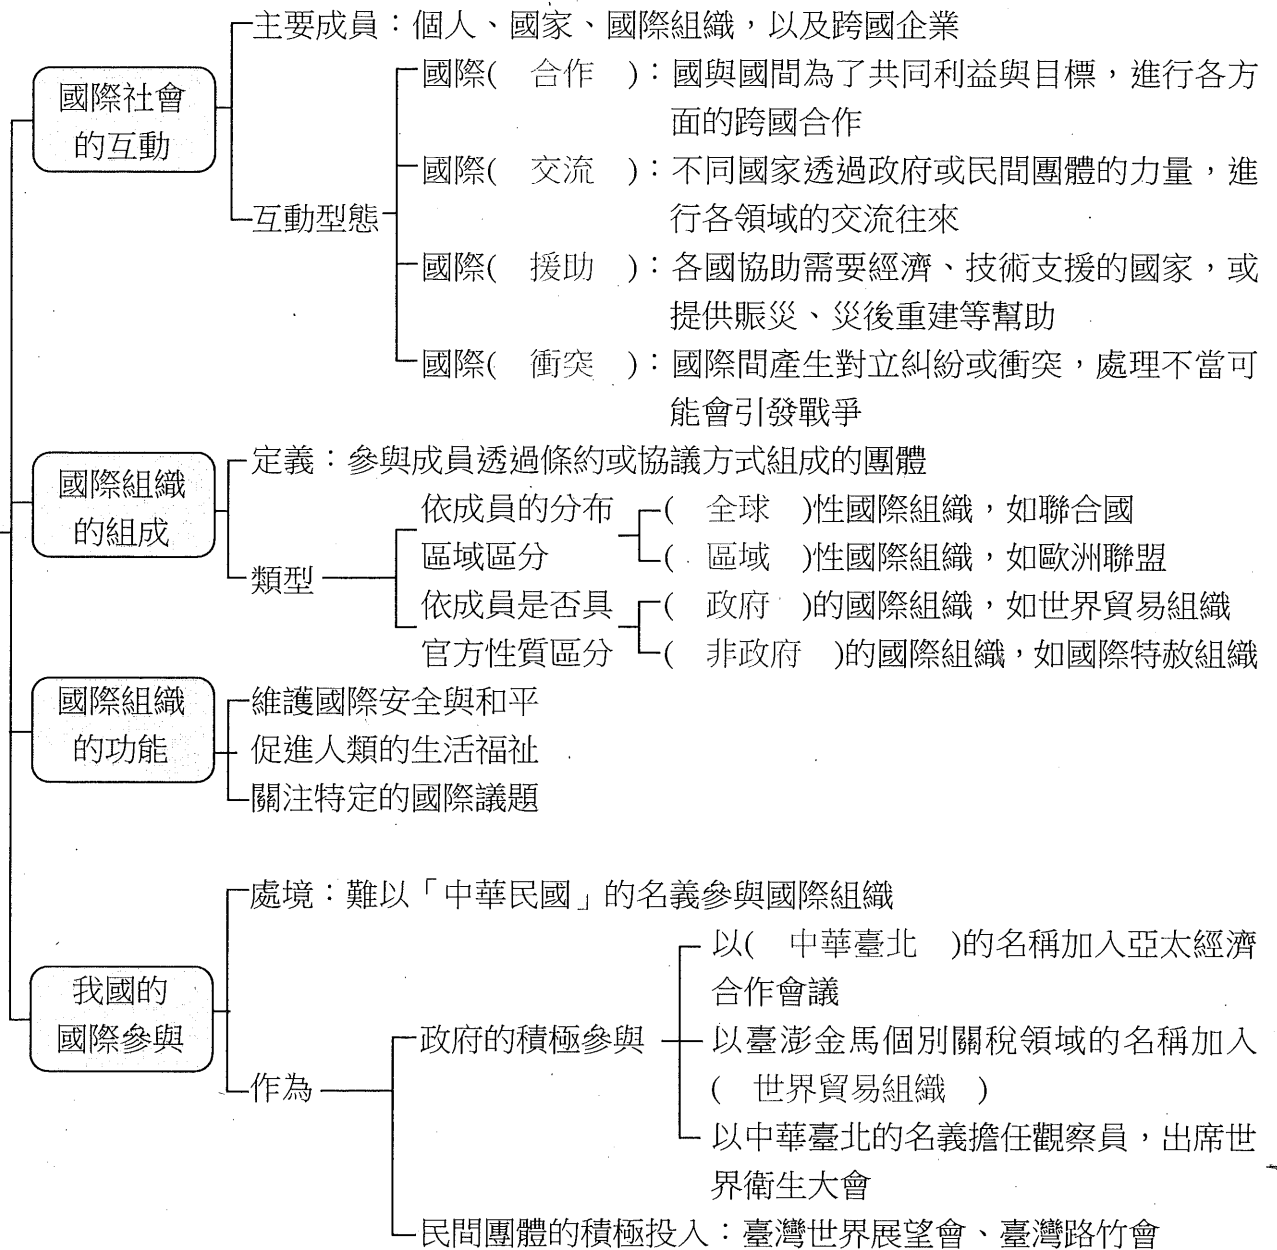 主要成員：個人、國家、國際組織，以及跨國企業
國際社會
的互動
國際( 合作 )：國與國間為了共同利益與目標，進行各方
面的跨國合作
國際( 交流 )：不同國家透過政府或民間團體的力量，進
行各領域的交流往來
互動型態
國際( 援助 )：各國協助需要經濟、技術支援的國家，或
提供賑災、災後重建等幫助
國際( 衝突 )：國際間產生對立糾紛或衝突，處理不當可
能會引發戰爭
國際組織
的組成
定義：參與成員透過條約或協議方式組成的團體
類型
依成員的分布
區域區分
( 全球 )性國際組織，如聯合國
( 區域 )性國際組織，如歐洲聯盟
依成員是否具
官方性質區分
( 政府 )的國際組織，如世界貿易組織
( 非政府 )的國際組織，如國際特赦組織
國際組織
的功能
維護國際安全與和平
促進人類的生活福祉
關注特定的國際議題
我國的
國際參與
處境：難以「中華民國」的名義參與國際組織
作為
政府的積極參與
以( 中華臺北 )的名稱加入亞太經濟
合作會議
以臺澎金馬個別關稅領域的名稱加入
( 世界貿易組織 )
以中華臺北的名義擔任觀察員，出席世
界衛生大會
民間團體的積極投入：臺灣世界展望會、臺灣路竹會